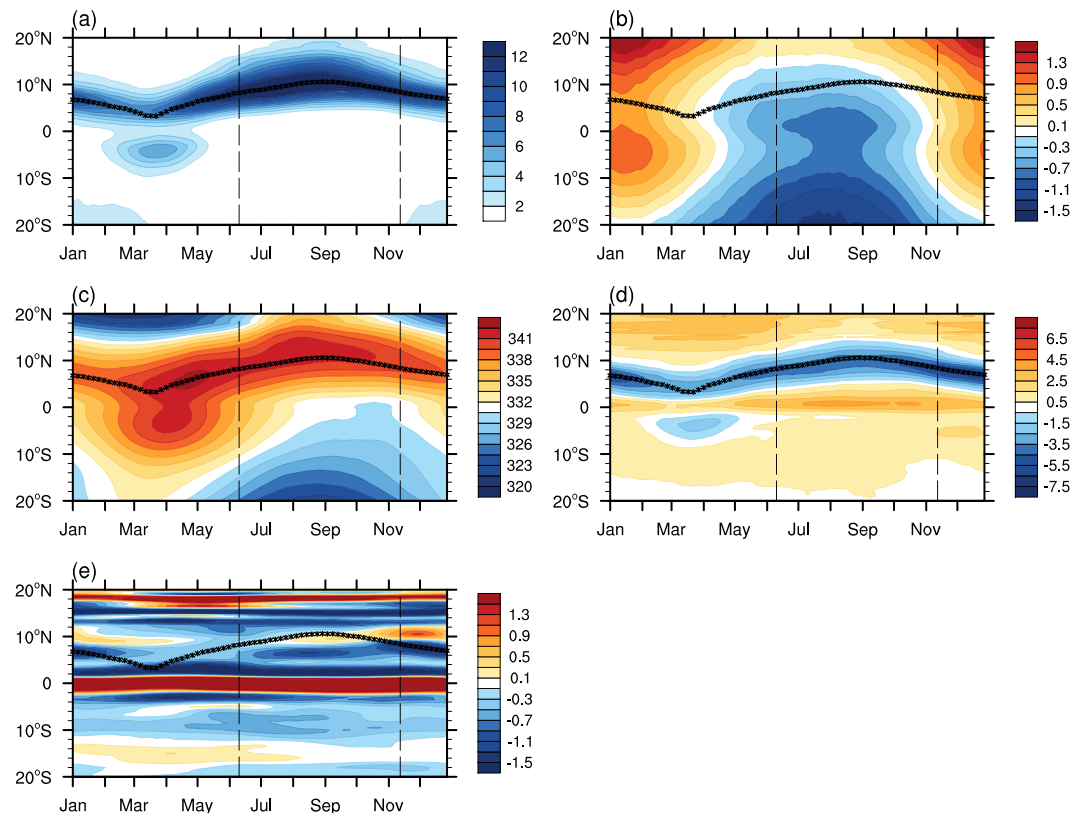 (a)
20°N
10°N
0
10°S
20°S
Jan Mar May Jul Sep Nov
12
10
8
6
4
2
(b)
20°N
10°N
0
10°S
20°S
Jan Mar May Jul Sep Nov
1.3
0.9
0.5
0.1
-0.3
-0.7
-1.1
-1.5
(c)
20°N
10°N
0
10°S
20°S
Jan Mar May Jul Sep Nov
341
338
335
332
329
326
323
320
(d)
20°N
10°N
0
10°S
20°S
Jan Mar May Jul Sep Nov
6.5
4.5
2.5
0.5
-1.5
-3.5
-5.5
-7.5
(e)
20°N
10°N
0
10°S
20°S
Jan Mar May Jul Sep Nov
1.3
0.9
0.5
0.1
-0.3
-0.7
-1.1
-1.5